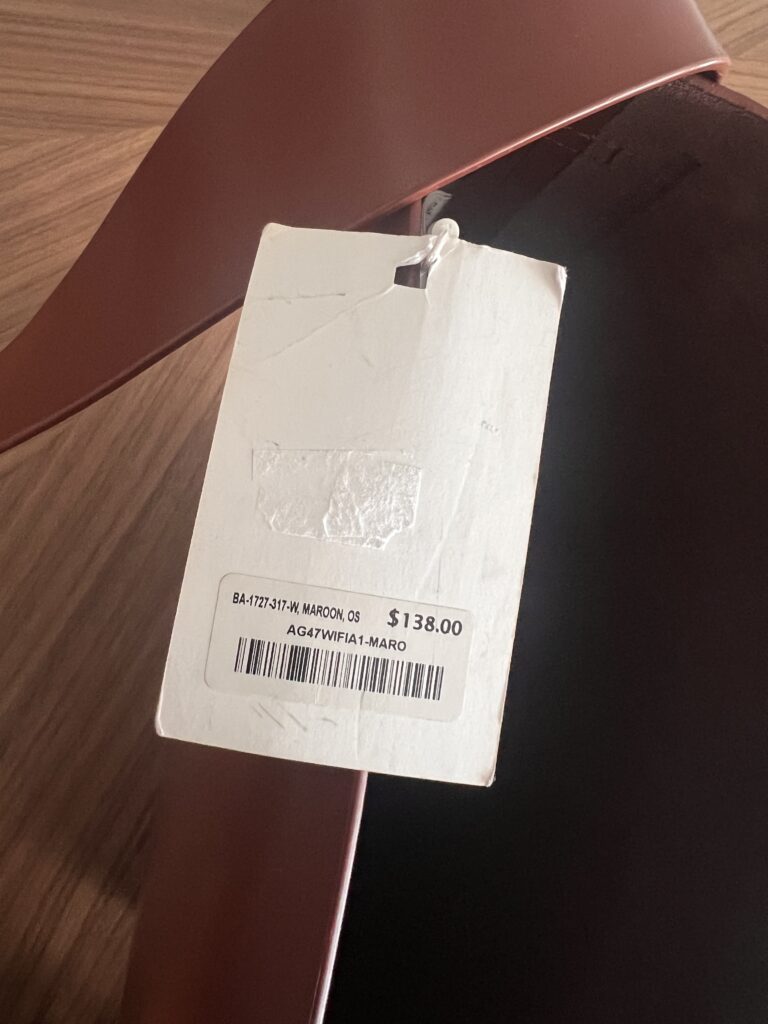 BA-1727-317-W, MAROON, OS $138.00
AG47WIFIA1-MARO